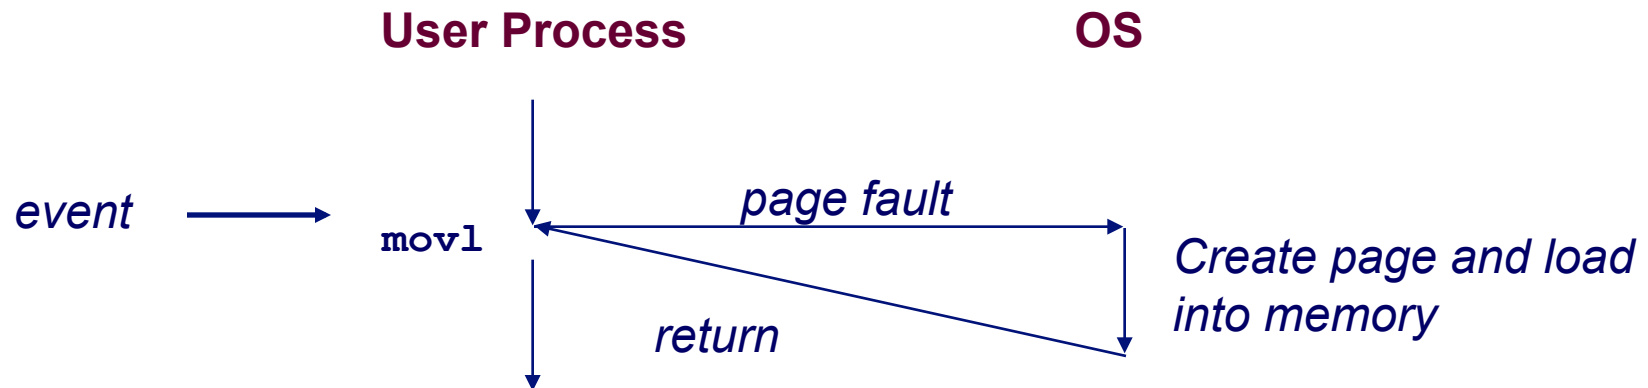 User Process
OS
event
page fault
movl
Create page and load
into memory
return